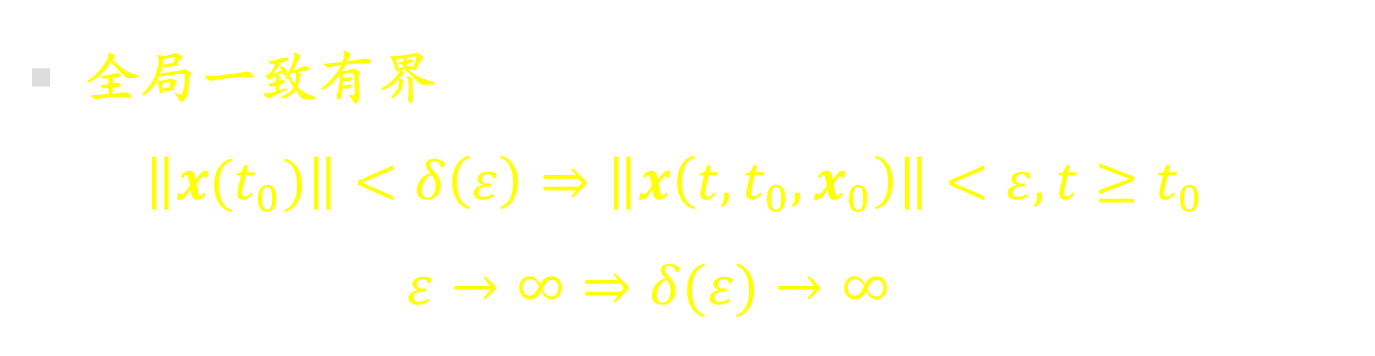 ▪ 全局一致有界
‖𝒙(𝑡₀)‖ < 𝛿(𝜀) ⇒ ‖𝒙(𝑡, 𝑡₀, 𝒙₀)‖ < 𝜀, 𝑡 ≥ 𝑡₀
𝜀 → ∞ ⇒ 𝛿(𝜀) → ∞